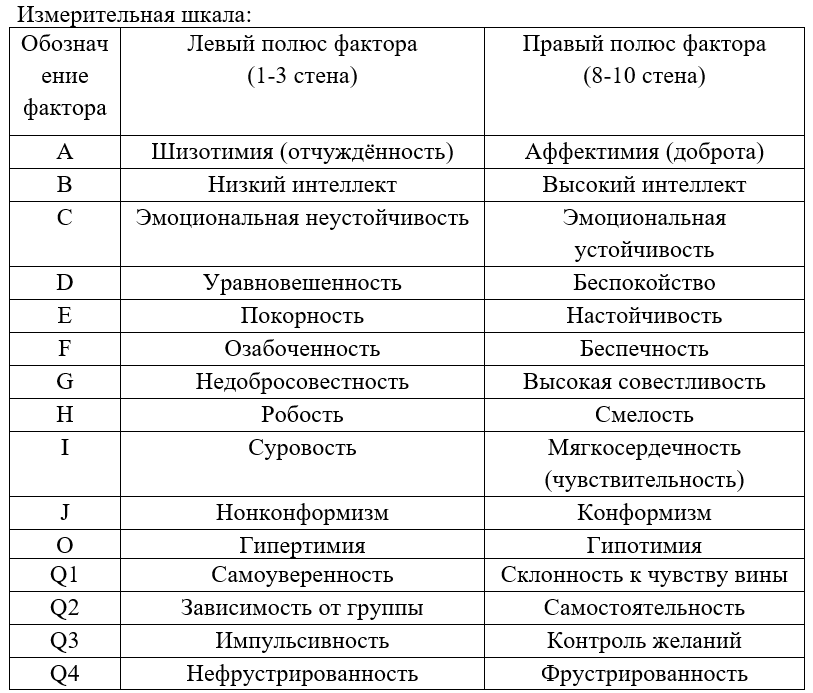 Измерительная шкала:
Обознач Левый полюс фактора Правый полюс фактора
ение (1-3 стена) (8-10 стена)
фактора
A Шизотимия (отчуждённость) Аффектимия (доброта)
B Низкий интеллект Высокий интеллект
C Эмоциональная неустойчивость Эмоциональная
устойчивость
D Уравновешенность Беспокойство
E Покорность Настойчивость
F Озабоченность Беспечность
G Недобросовестность Высокая совестливость
H Робость Смелость
I Суровость Мягкосердечность
(чувствительность)
J Нонконформизм Конформизм
O Гипертимия Гипотимия
Q1 Самоуверенность Склонность к чувству вины
Q2 Зависимость от группы Самостоятельность
Q3 Импульсивность Контроль желаний
Q4 Нефрустрированность Фрустрированность